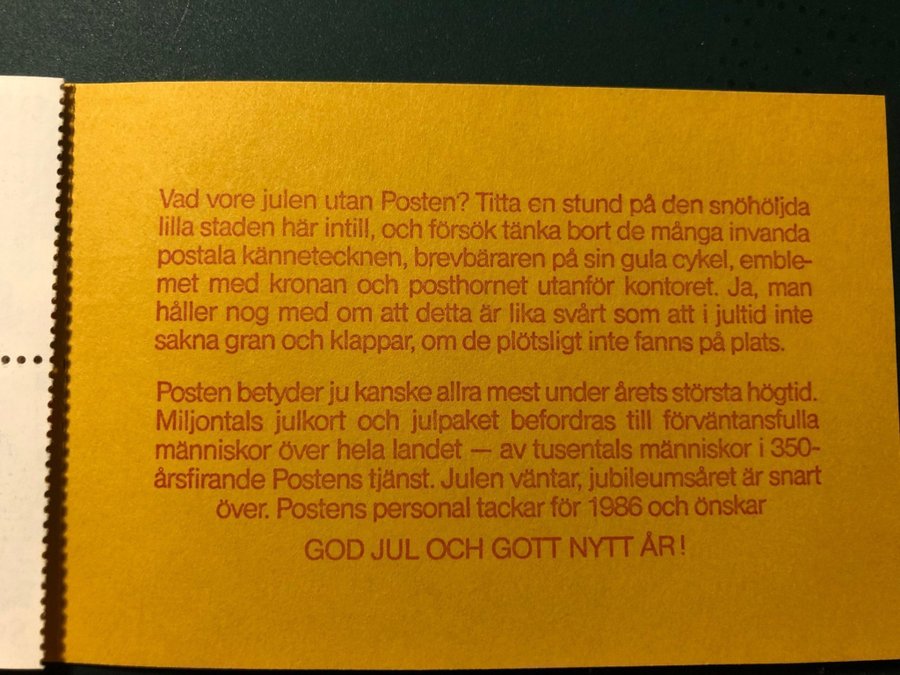 Vad vore julen utan Posten? Titta en stund på den snöhöljda
lilla staden här intill, och försök tänka bort de många invanda
postala kännetecknen, brevbäraren på sin gula cykel, emble-
met med kronan och posthornet utanför kontoret. Ja, man
håller nog med om att detta är lika svårt som att i jultid inte
sakna gran och klappar, om de plötsligt inte fanns på plats.
Posten betyder ju kanske allra mest under årets största högtid.
Miljontals julkort och julpaket befordras till förväntansfulla
människor över hela landet — av tusentals människor i 350-
årsfirande Postens tjänst. Julen väntar, jubileumsåret är snart
över. Postens personal tackar för 1986 och önskar
GOD JUL OCH GOTT NYTT ÅR!